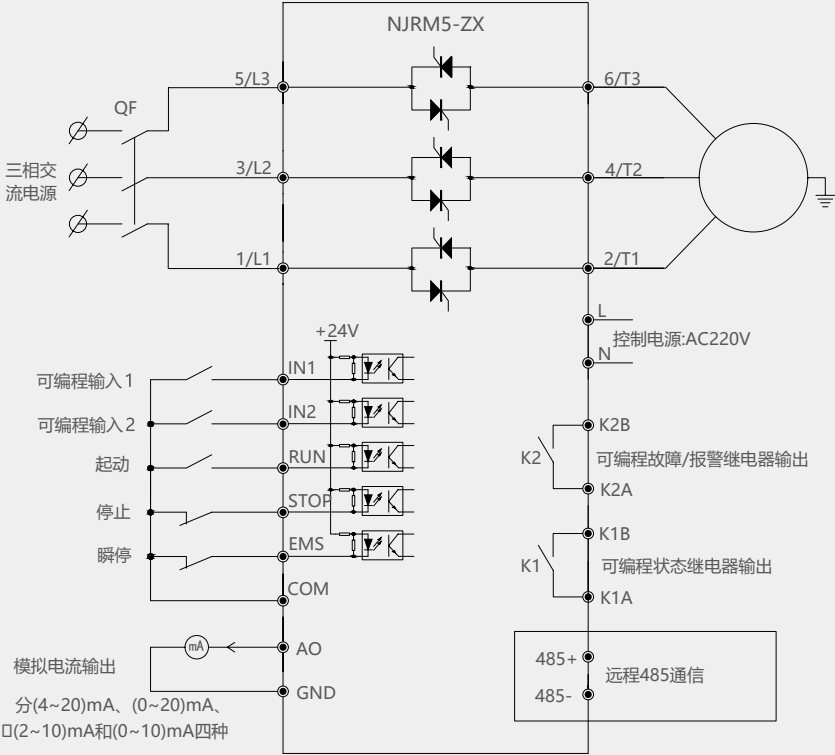 NJRM5-ZX
5/L3
6/T3
QF
三相交
流电源
3/L2
4/T2
1/L1
2/T1
L
控制电源:AC220V
N
+24V
可编程输入1
IN1
可编程输入2
IN2
起动
RUN
停止
STOP
瞬停
EMS
COM
K2B
K2
可编程故障/报警继电器输出
K2A
K1B
K1
可编程状态继电器输出
K1A
mA
AO
模拟电流输出
GND
分(4~20)mA、(0~20)mA、
(2~10)mA和(0~10)mA四种
485+
远程485通信
485-